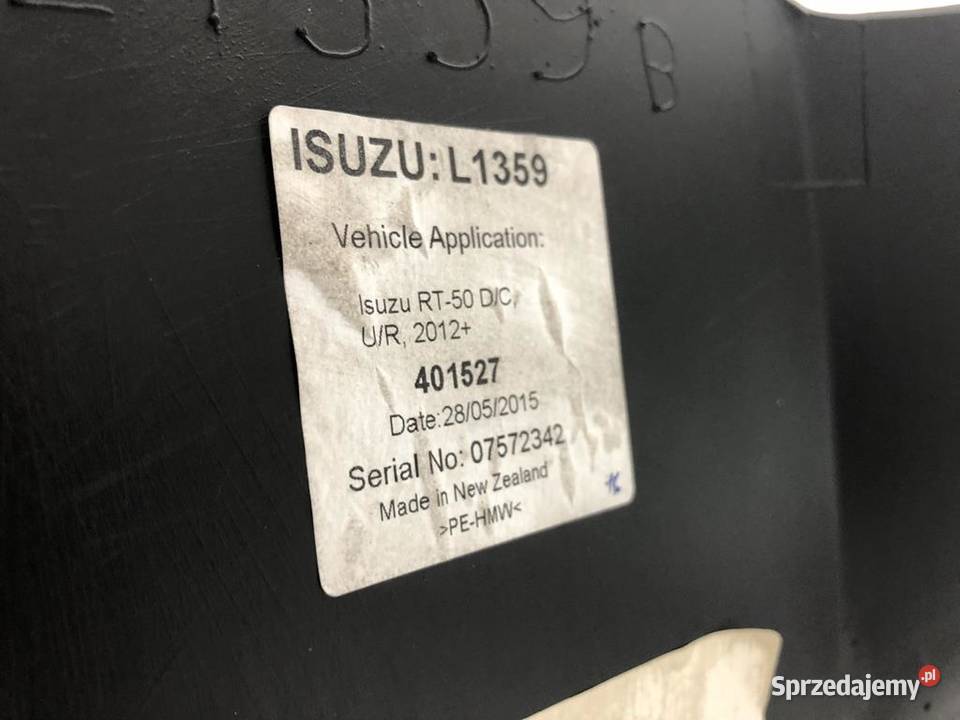 L1359 B
ISUZU: L1359
Vehicle Application:
Isuzu RT-50 D/C,
U/R, 2012+
401527
Date:28/05/2015
Serial No: 07572342
Made in New Zealand
>PE-HMW<
Sprzedajemy.pl